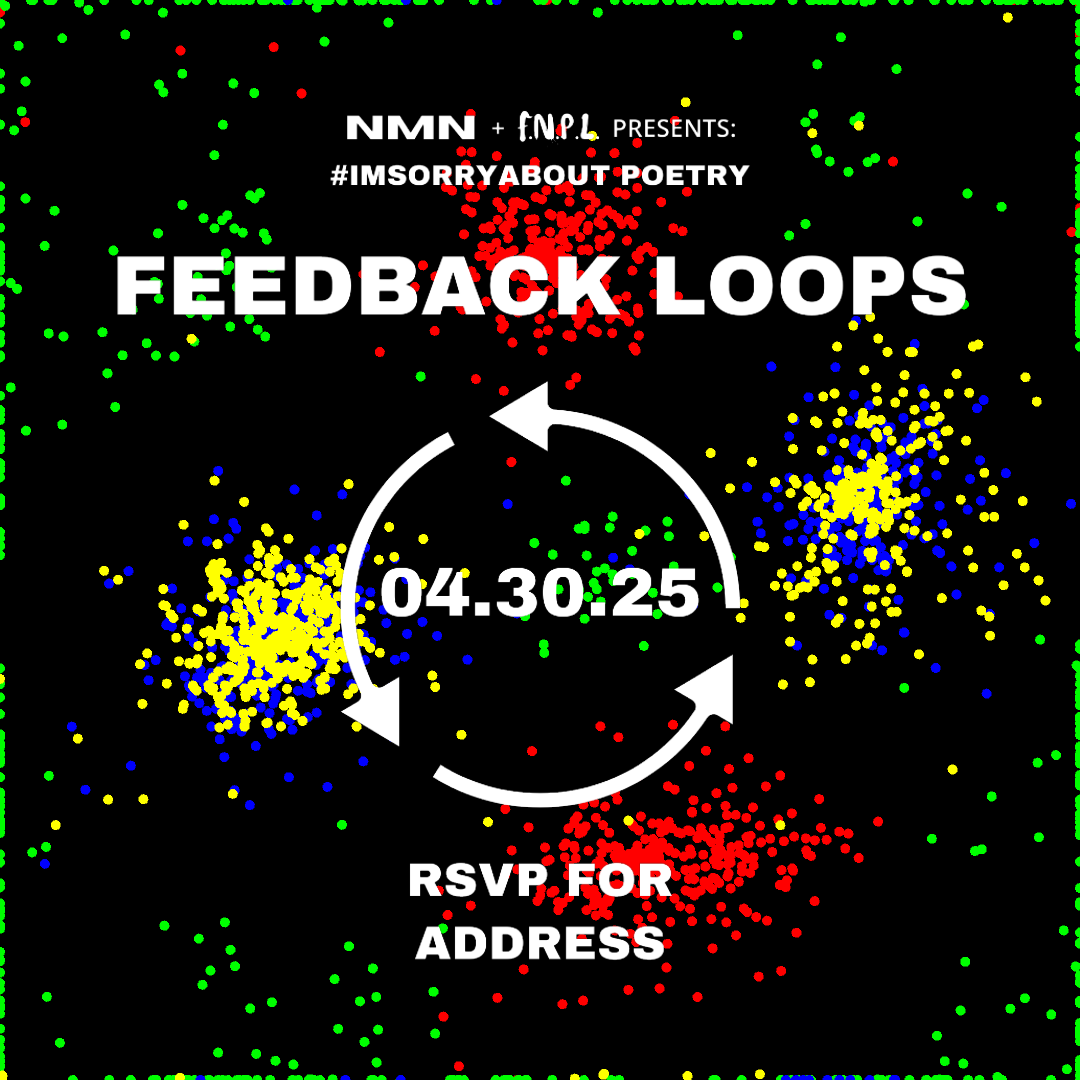 NMN + F.N.P.L. PRESENTS:
#IMSORRYABOUT POETRY
FEEDBACK LOOPS
04.30.25
RSVP FOR
ADDRESS